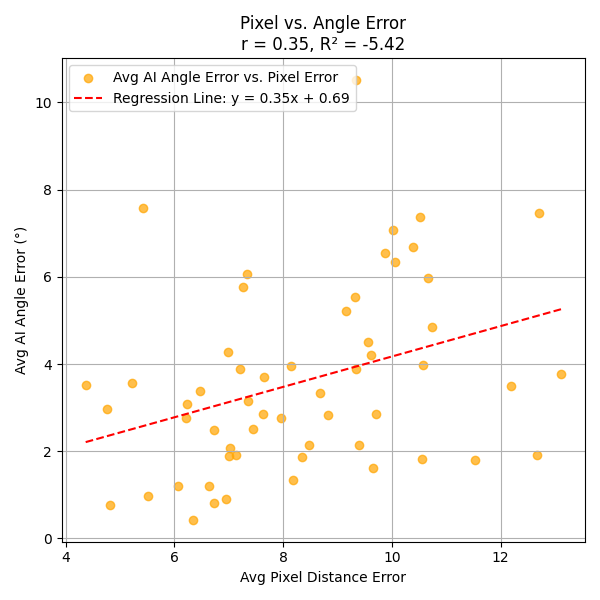 Pixel vs. Angle Error
r = 0.35, R² = -5.42
Avg AI Angle Error vs. Pixel Error
Regression Line: y = 0.35x + 0.69
10
8
6
4
2
0
Avg AI Angle Error (°)
4 6 8 10 12
Avg Pixel Distance Error